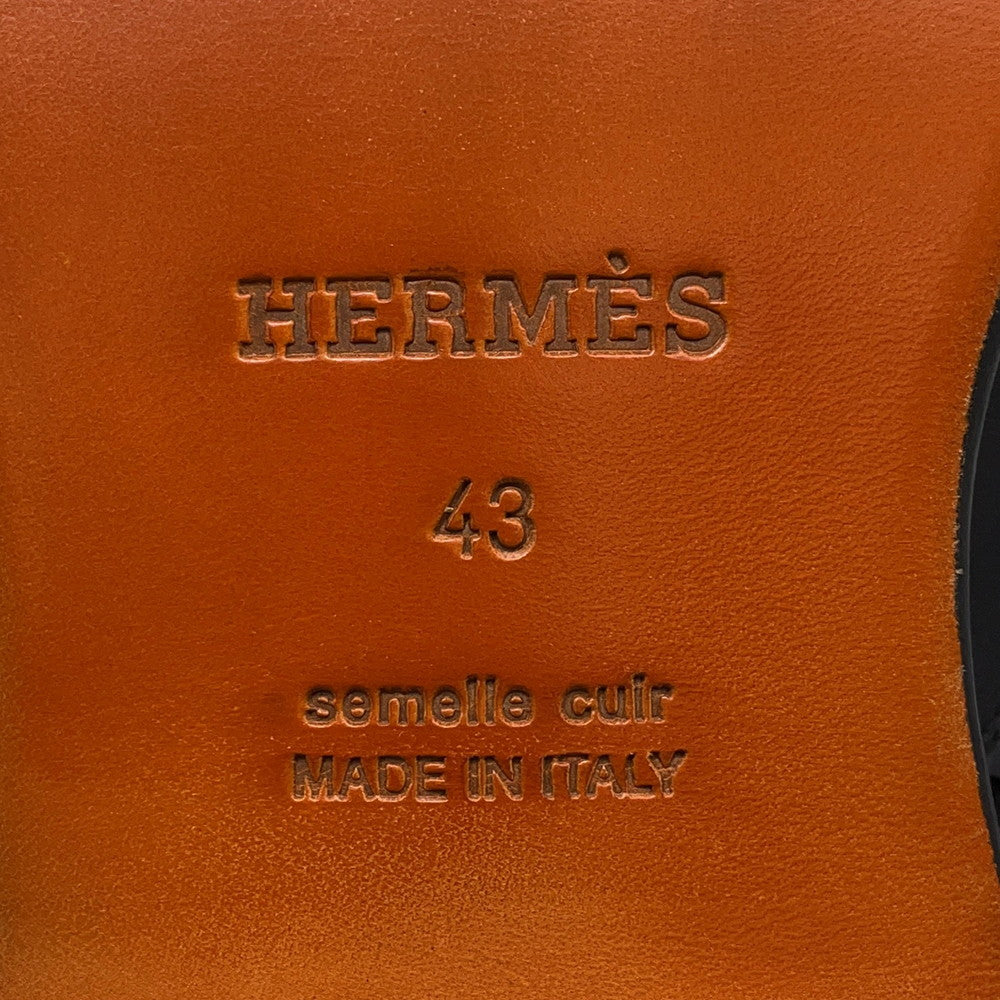 HERMÈS
43
semelle cuir
MADE IN ITALY